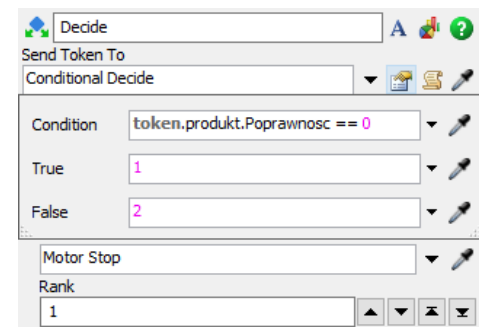 Decide
Send Token To
Conditional Decide
Condition token.produkt.Poprawnosc == 0
True 1
False 2
Motor Stop
Rank
1